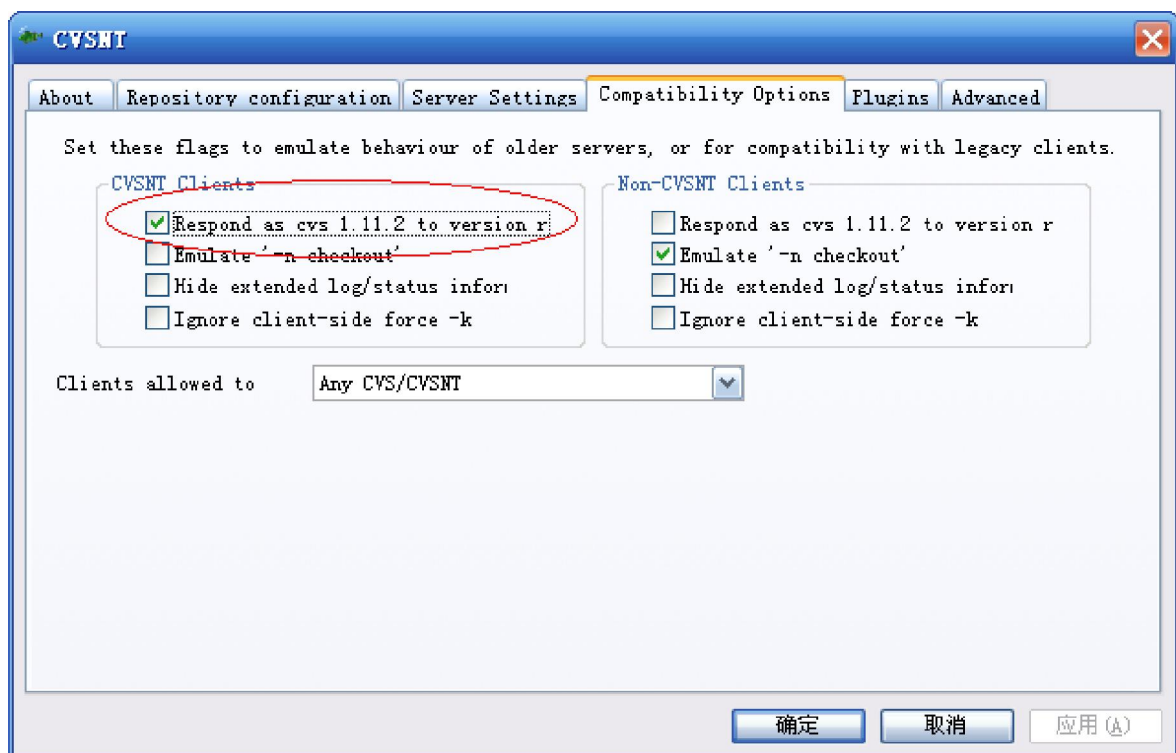 CVSNT
About Repository configuration Server Settings Compatibility Options Plugins Advanced
Set these flags to emulate behaviour of older servers, or for compatibility with legacy clients.
CVSNT Clients
Respond as cvs 1.11.2 to version r
Emulate '-n checkout'
Hide extended log/status infor
Ignore client-side force -k
Non-CVSNT Clients
Respond as cvs 1.11.2 to version r
Emulate '-n checkout'
Hide extended log/status infor
Ignore client-side force -k
Clients allowed to Any CVS/CVSNT
确定 取消 应用(A)